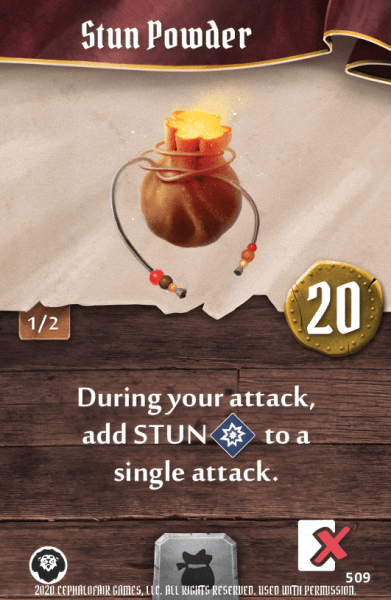 Stun Powder
20
1/2
During your attack,
add STUN to a
single attack.
509
2020 CEPHALOFAIR GAMES, LLC. ALL RIGHTS RESERVED. USED WITH PERMISSION.